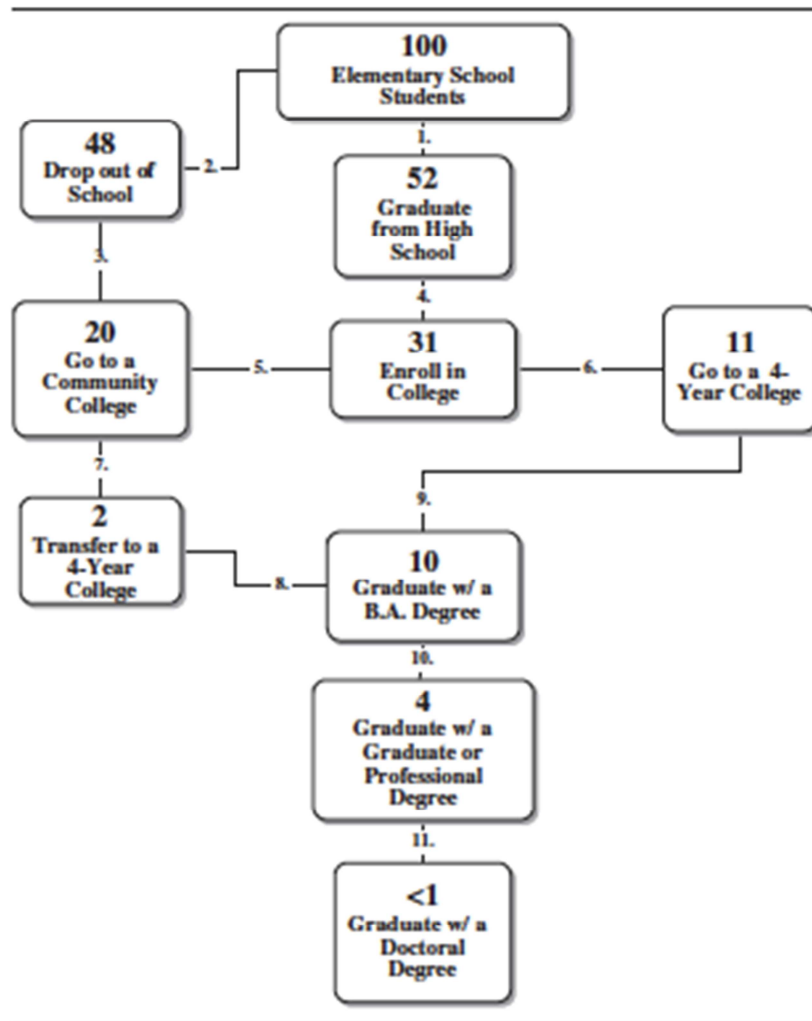 100
Elementary School
Students
1.
48
Drop out of
School
2.
52
Graduate
from High
School
3.
4.
20
Go to a
Community
College
5.
31
Enroll in
College
6.
11
Go to a 4-
Year College
7.
9.
2
Transfer to a
4-Year
College
8.
10
Graduate w/ a
B.A. Degree
10.
4
Graduate w/ a
Graduate or
Professional
Degree
11.
<1
Graduate w/ a
Doctoral
Degree